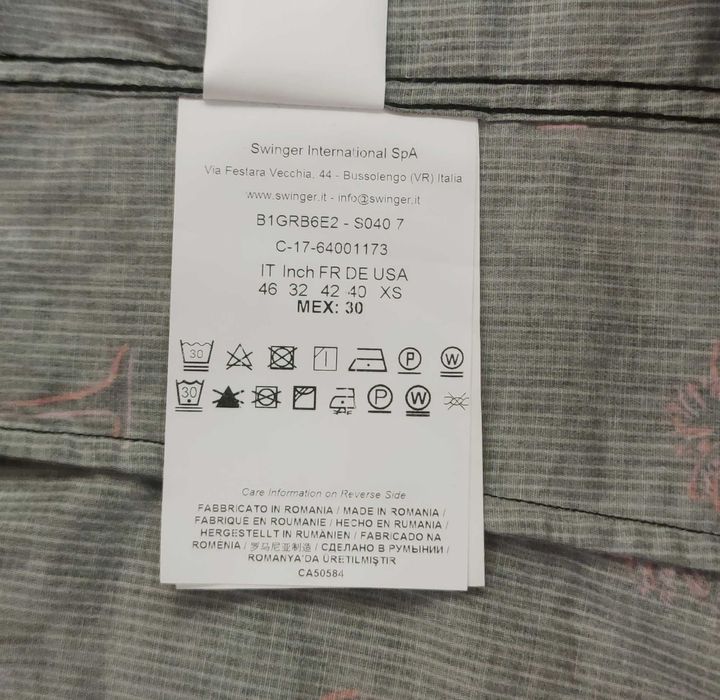 Swinger International SpA
Via Festara Vecchia, 44 - Bussolengo (VR) Italia
www.swinger.it - info@swinger.it
B1GRB6E2 - S040 7
C-17-64001173
IT Inch FR DE USA
46 32 42 40 XS
MEX: 30
30 P W
30 P W
Care Information on Reverse Side
FABBRICATO IN ROMANIA / MADE IN ROMANIA /
FABRIQUE EN ROUMANIE / HECHO EN RUMANIA /
HERGESTELLT IN RUMANIEN / FABRICADO NA
ROMENIA / 罗马尼亚制造 / СДЕЛАНО В РУМЫНИИ /
ROMANYA'DA ÜRETILMIŞTIR
CA50584